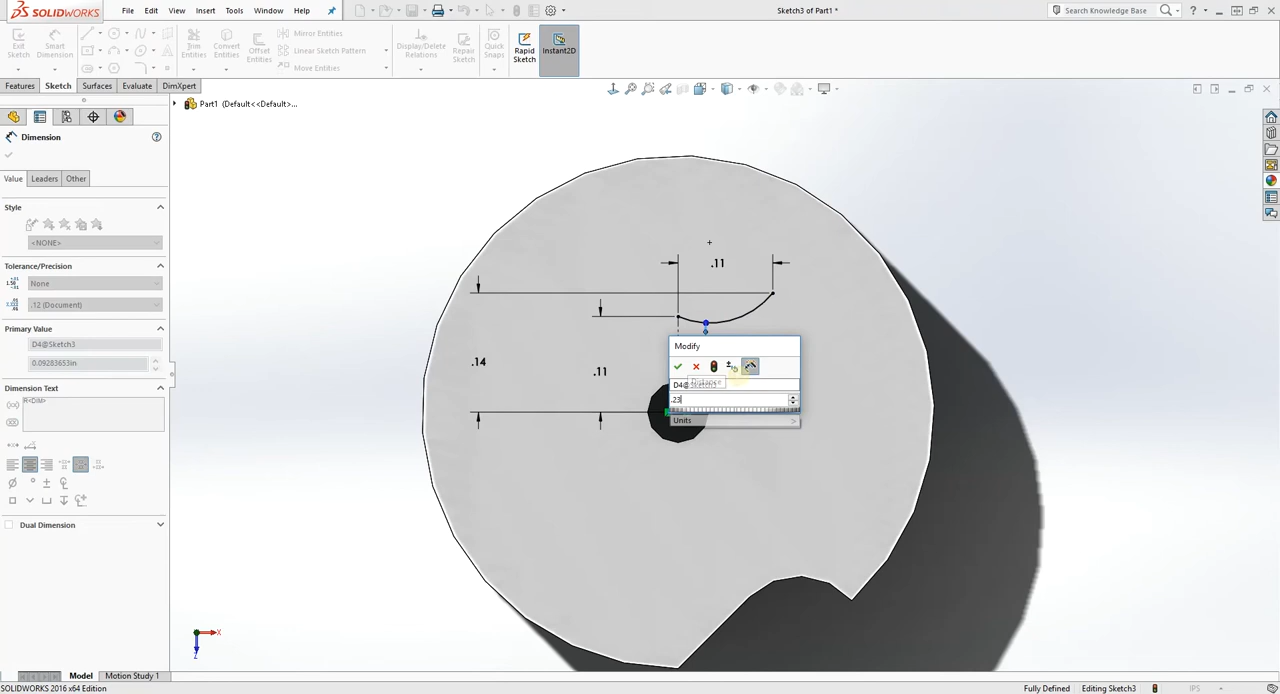 SOLIDWORKS File Edit View Insert Tools Window Help Sketch3 of Part1 * Search Knowledge Base
Exit Sketch
Smart Dimension
Trim Entities
Convert Entities
Offset Entities
Mirror Entities
Linear Sketch Pattern
Move Entities
Display/Delete Relations
Repair Sketch
Quick Snaps
Rapid Sketch
Instant2D
Features Sketch Surfaces Evaluate DimXpert
Part1 (Default<<Default>...
Dimension
Value Leaders Other
Style
<NONE>
Tolerance/Precision
None
.12 (Document)
Primary Value
D4@Sketch3
0.09283653in
Dimension Text
R<DIM>
Dual Dimension
.11
.14
.11
Modify
D4@Sketch3
Distance
.23
Units
X
Z
Model Motion Study 1
SOLIDWORKS 2016 x64 Edition Fully Defined Editing Sketch3 IPS